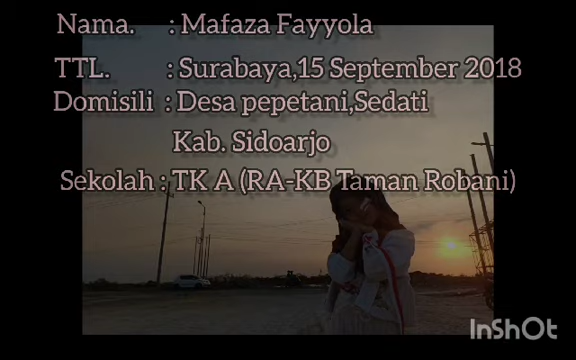 Nama. : Mafaza Fayyola
TTL. : Surabaya,15 September 2018
Domisili : Desa pepetani,Sedati
Kab. Sidoarjo
Sekolah : TK A (RA-KB Taman Robani)
InShOt